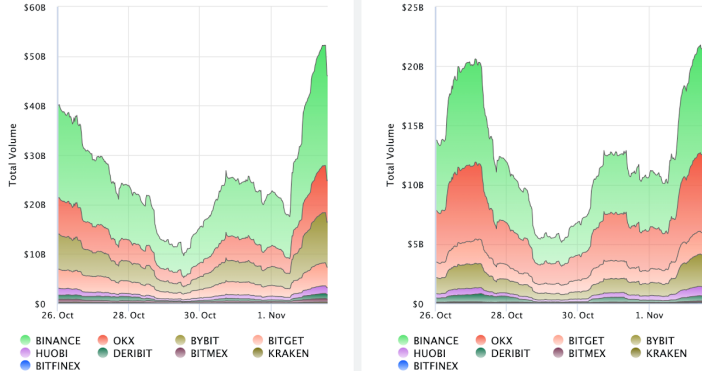 $60B
$50B
$40B
$30B
$20B
$10B
$0
Total Volume
26. Oct 28. Oct 30. Oct 1. Nov
BINANCE OKX BYBIT BITGET
HUOBI DERIBIT BITMEX KRAKEN
BITFINEX
$25B
$20B
$15B
$10B
$5B
$0
Total Volume
26. Oct 28. Oct 30. Oct 1. Nov
BINANCE OKX BITGET BYBIT
HUOBI DERIBIT BITMEX KRAKEN
BITFINEX